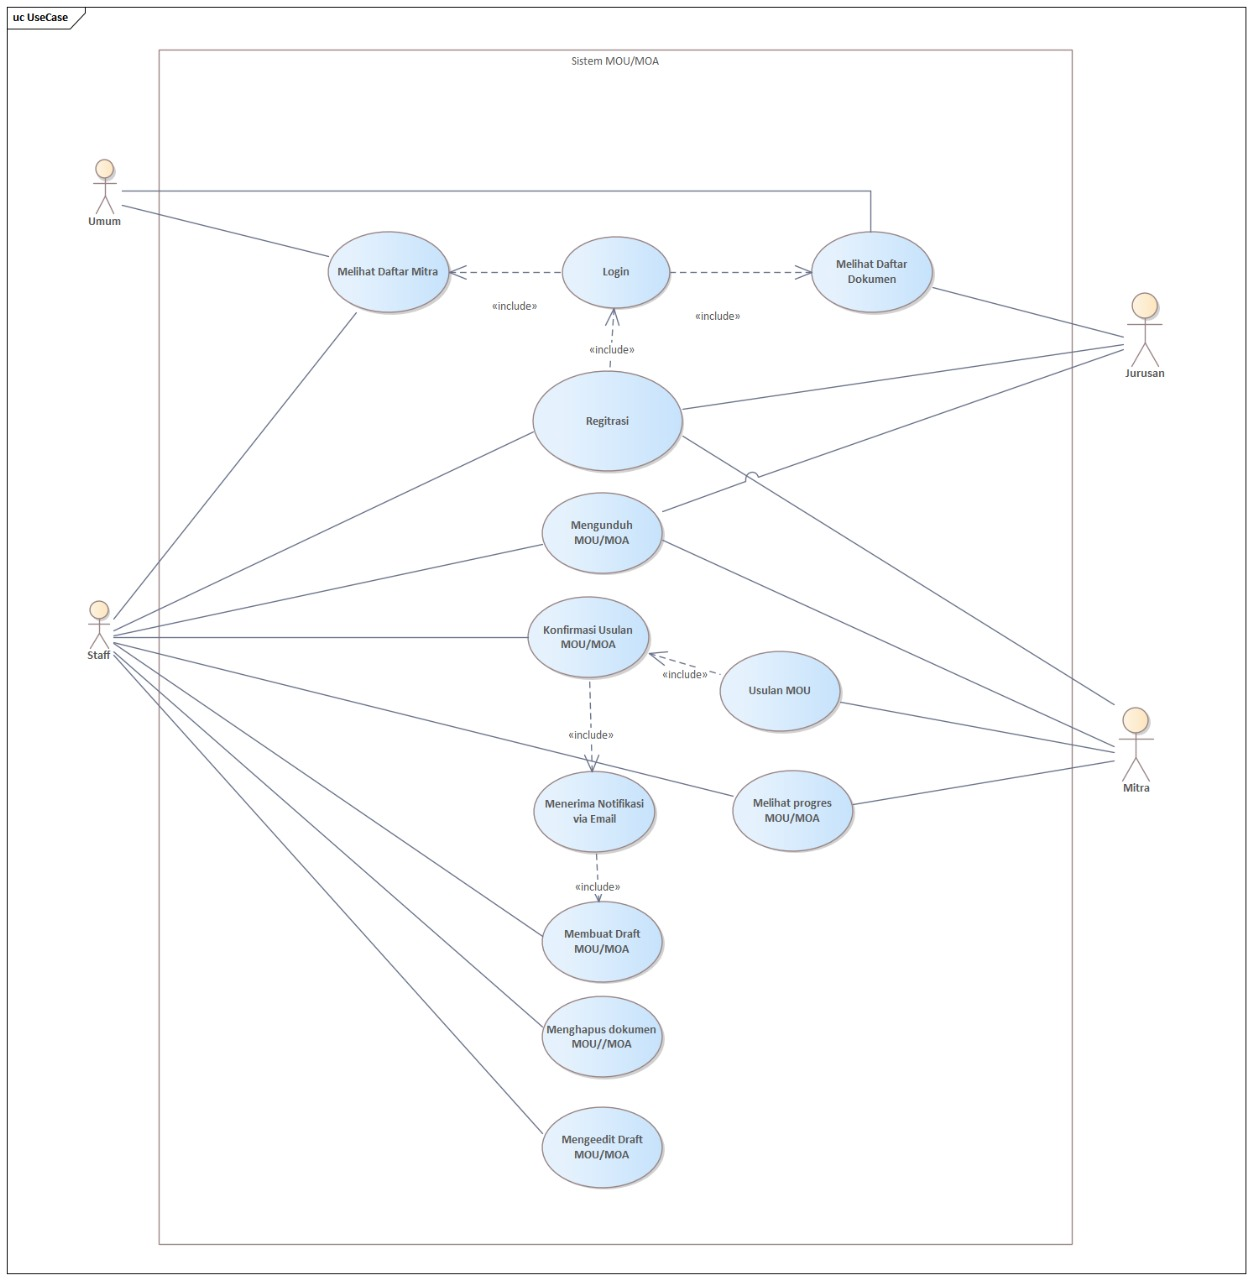 uc UseCase
Sistem MOU/MOA
Umum
Melihat Daftar Mitra
Login
Melihat Daftar
Dokumen
«include»
«include»
«include»
Jurusan
Regitrasi
Mengunduh
MOU/MOA
Staff
Konfirmasi Usulan
MOU/MOA
«include»
Usulan MOU
«include»
Mitra
Menerima Notifikasi
via Email
Melihat progres
MOU/MOA
«include»
Membuat Draft
MOU/MOA
Menghapus dokumen
MOU//MOA
Mengeedit Draft
MOU/MOA